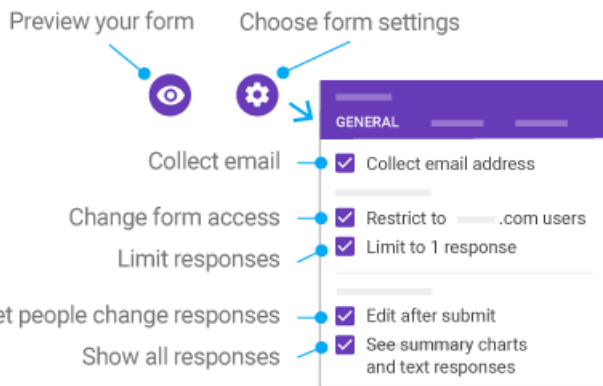 Preview your form
Choose form settings
GENERAL
Collect email
Collect email address
Change form access
Restrict to .com users
Limit responses
Limit to 1 response
et people change responses
Edit after submit
Show all responses
See summary charts
and text responses